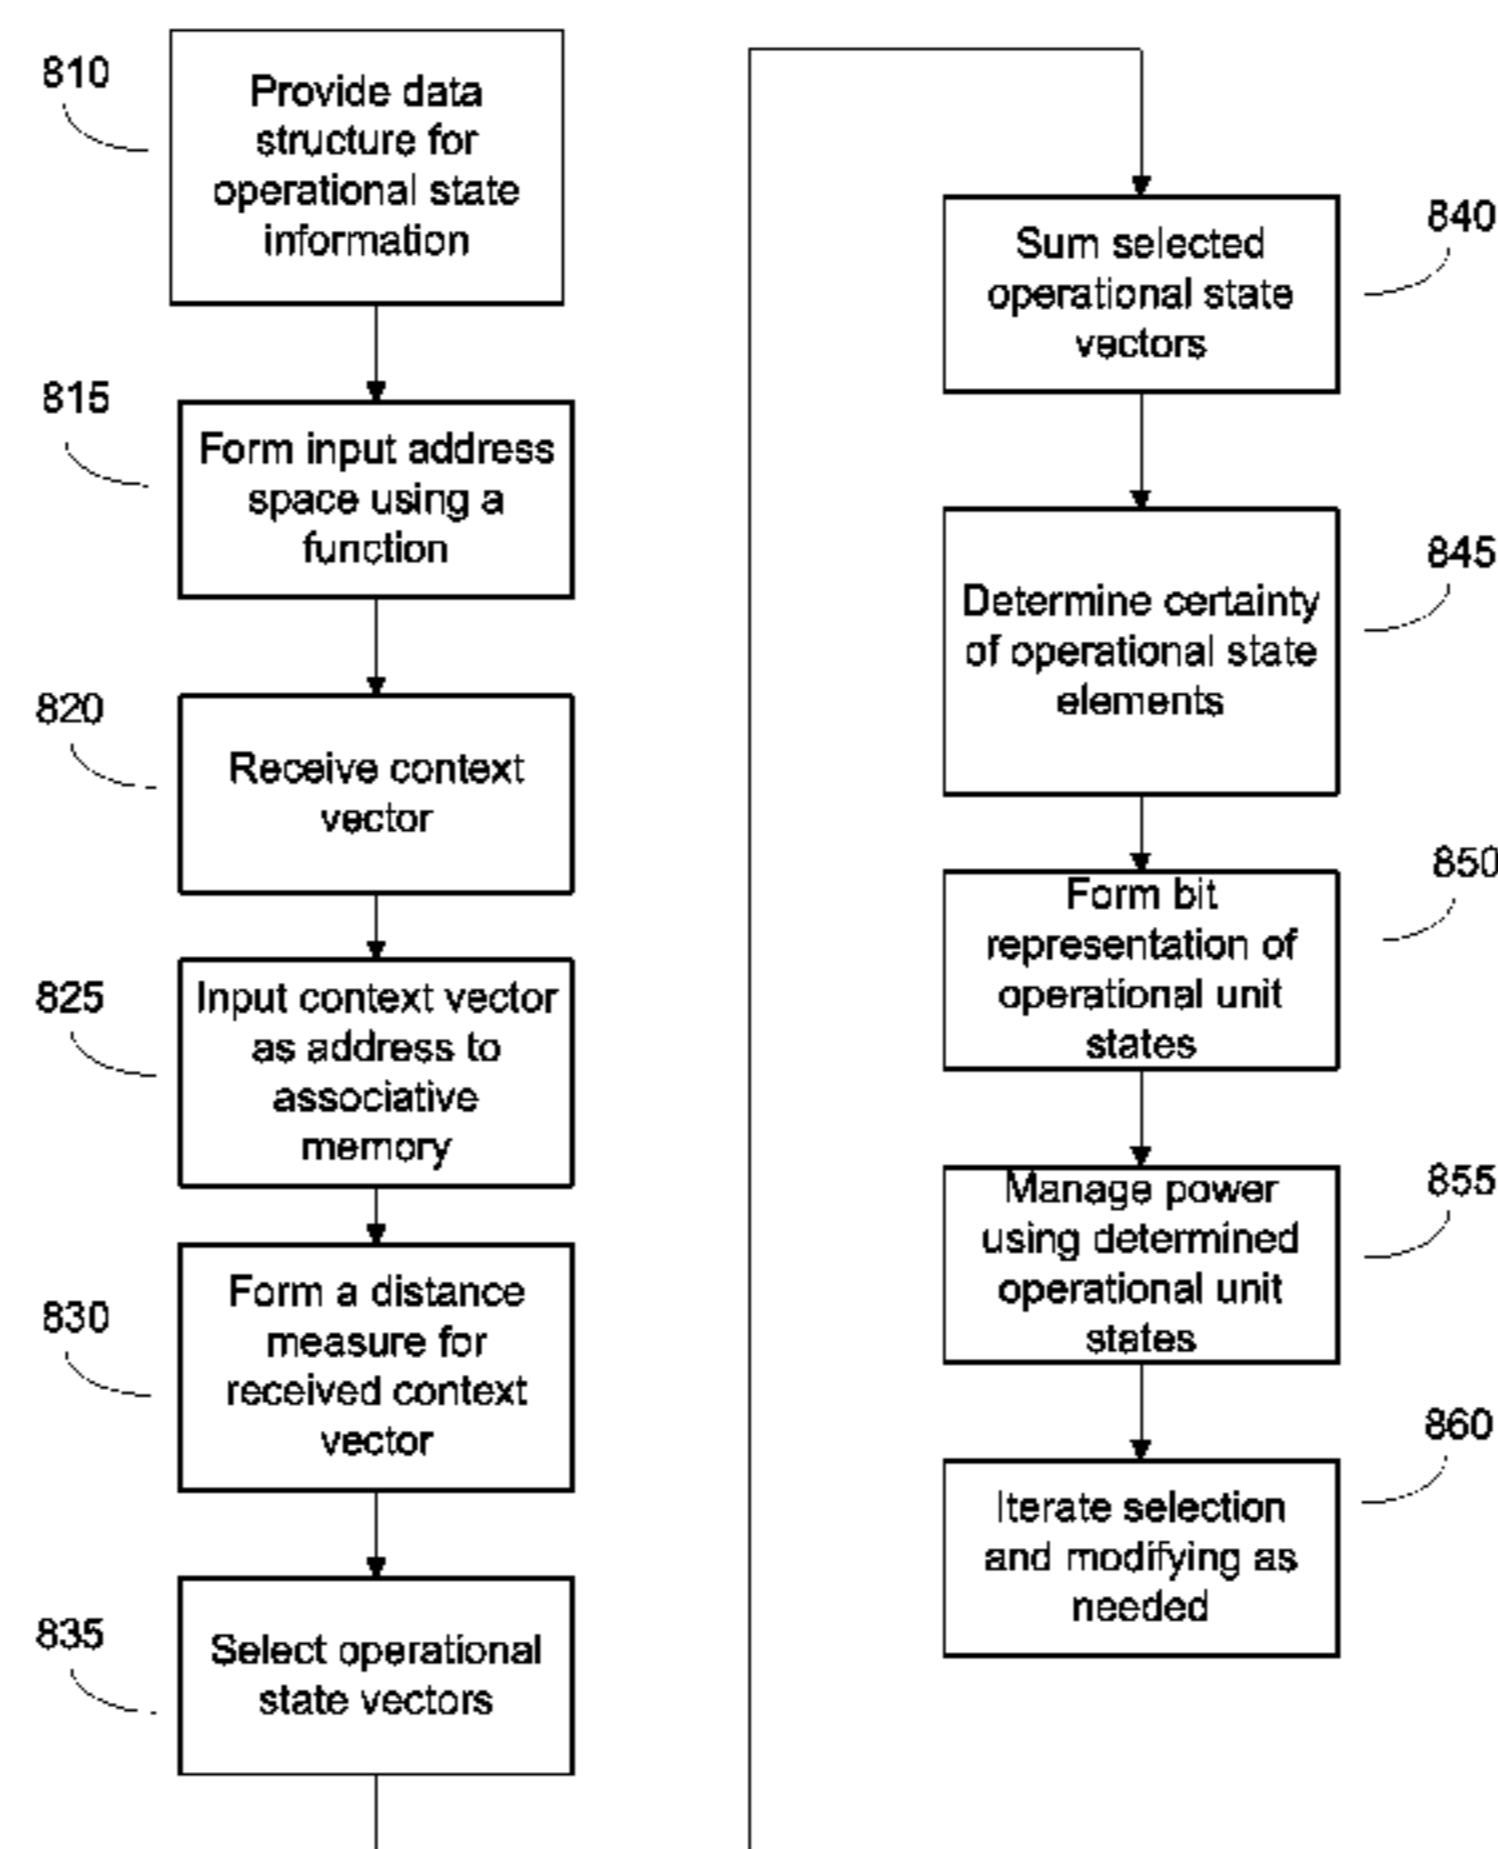 810
Provide data
structure for
operational state
information
815
Form input address
space using a
function
820
Receive context
vector
825
Input context vector
as address to
associative
memory
830
Form a distance
measure for
received context
vector
835
Select operational
state vectors
840
Sum selected
operational state
vectors
845
Determine certainty
of operational state
elements
850
Form bit
representation of
operational unit
states
855
Manage power
using determined
operational unit
states
860
Iterate selection
and modifying as
needed